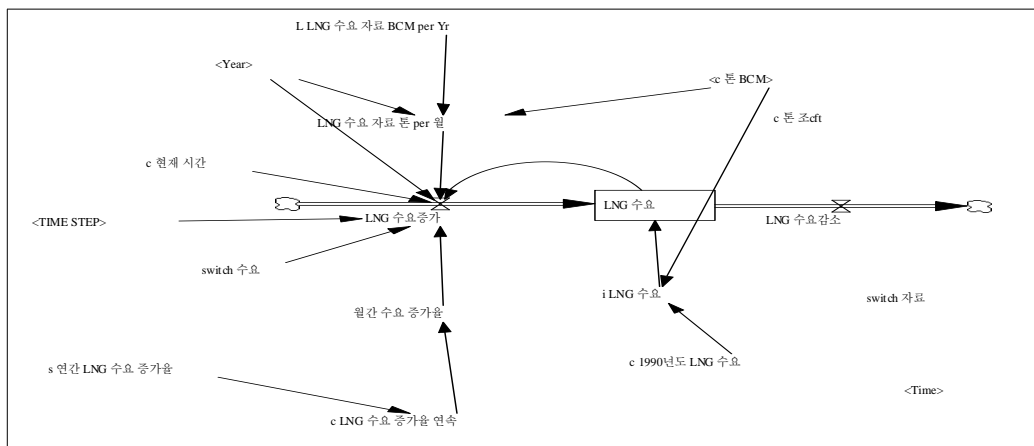 L LNG 수요 자료 BCM per Yr
<Year>
<c 톤 BCM>
LNG 수요 자료 톤 per 월
c 톤 조cft
c 현재 시간
LNG 수요
<TIME STEP>
LNG 수요증가
LNG 수요감소
switch 수요
i LNG 수요
switch 자료
월간 수요 증가율
c 1990년도 LNG 수요
s 연간 LNG 수요 증가율
<Time>
c LNG 수요 증가율 연속